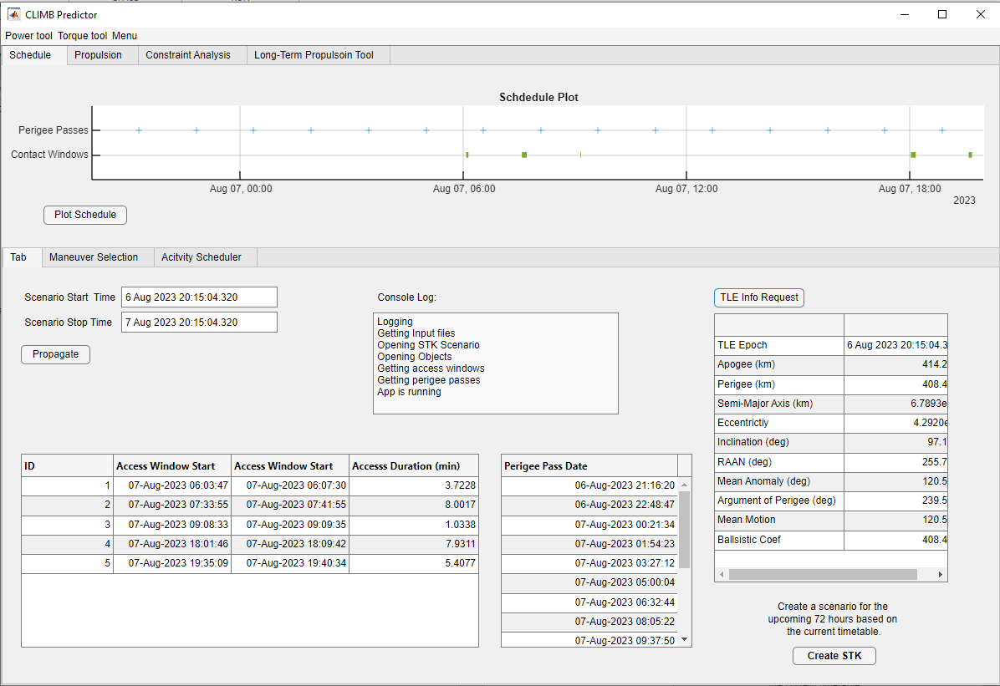 CLIMB Predictor
Power tool Torque tool Menu
Schedule Propulsion Constraint Analysis Long-Term Propulsoin Tool
Schdedule Plot
Perigee Passes
Contact Windows
Aug 07, 00:00 Aug 07, 06:00 Aug 07, 12:00 Aug 07, 18:00
2023
Plot Schedule
Tab Maneuver Selection Acitvity Scheduler
Scenario Start Time 6 Aug 2023 20:15:04.320
Scenario Stop Time 7 Aug 2023 20:15:04.320
Propagate
Console Log:
Logging
Getting Input files
Opening STK Scenario
Opening Objects
Getting access windows
Getting perigee passes
App is running
TLE Info Request
TLE Epoch 6 Aug 2023 20:15:04.3
Apogee (km) 414.2
Perigee (km) 408.4
Semi-Major Axis (km) 6.7893e
Eccentrictiy 4.2920e
Inclination (deg) 97.1
RAAN (deg) 255.7
Mean Anomaly (deg) 120.5
Argument of Perigee (deg) 239.5
Mean Motion 120.5
Ballsistic Coef 408.4
ID Access Window Start Access Window Start Accesss Duration (min)
1 07-Aug-2023 06:03:47 07-Aug-2023 06:07:30 3.7228
2 07-Aug-2023 07:33:55 07-Aug-2023 07:41:55 8.0017
3 07-Aug-2023 09:08:33 07-Aug-2023 09:09:35 1.0338
4 07-Aug-2023 18:01:46 07-Aug-2023 18:09:42 7.9311
5 07-Aug-2023 19:35:09 07-Aug-2023 19:40:34 5.4077
Perigee Pass Date
06-Aug-2023 21:16:20
06-Aug-2023 22:48:47
07-Aug-2023 00:21:34
07-Aug-2023 01:54:23
07-Aug-2023 03:27:12
07-Aug-2023 05:00:04
07-Aug-2023 06:32:44
07-Aug-2023 08:05:22
07-Aug-2023 09:37:50
Create a scenario for the
upcoming 72 hours based on
the current timetable.
Create STK